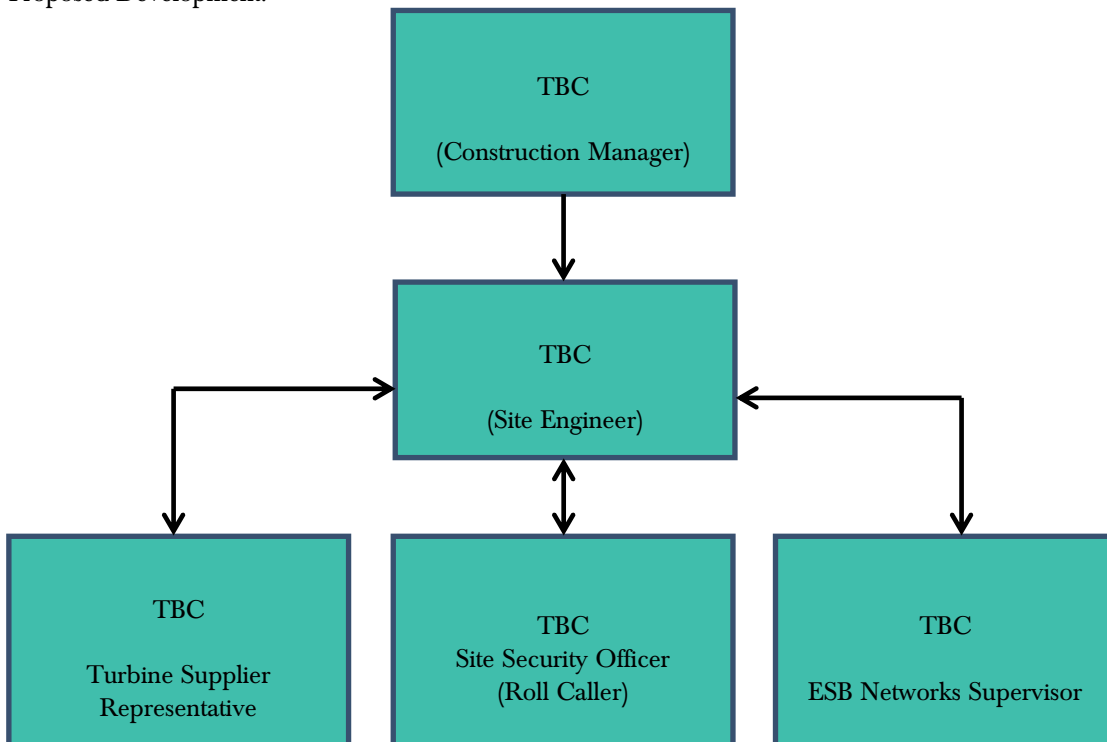 Proposed Development.
TBC
(Construction Manager)
TBC
(Site Engineer)
TBC
Turbine Supplier
Representative
TBC
Site Security Officer
(Roll Caller)
TBC
ESB Networks Supervisor